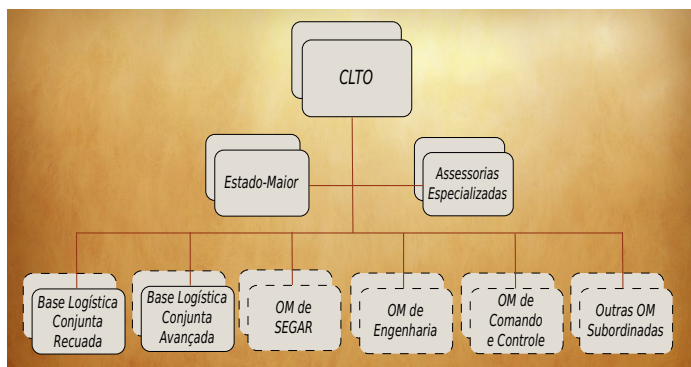 CLTO
Estado-Maior
Assessorias
Especializadas
Base Logística
Conjunta
Recuada
Base Logística
Conjunta
Avançada
OM de
SEGAR
OM de
Engenharia
OM de
Comando
e Controle
Outras OM
Subordinadas